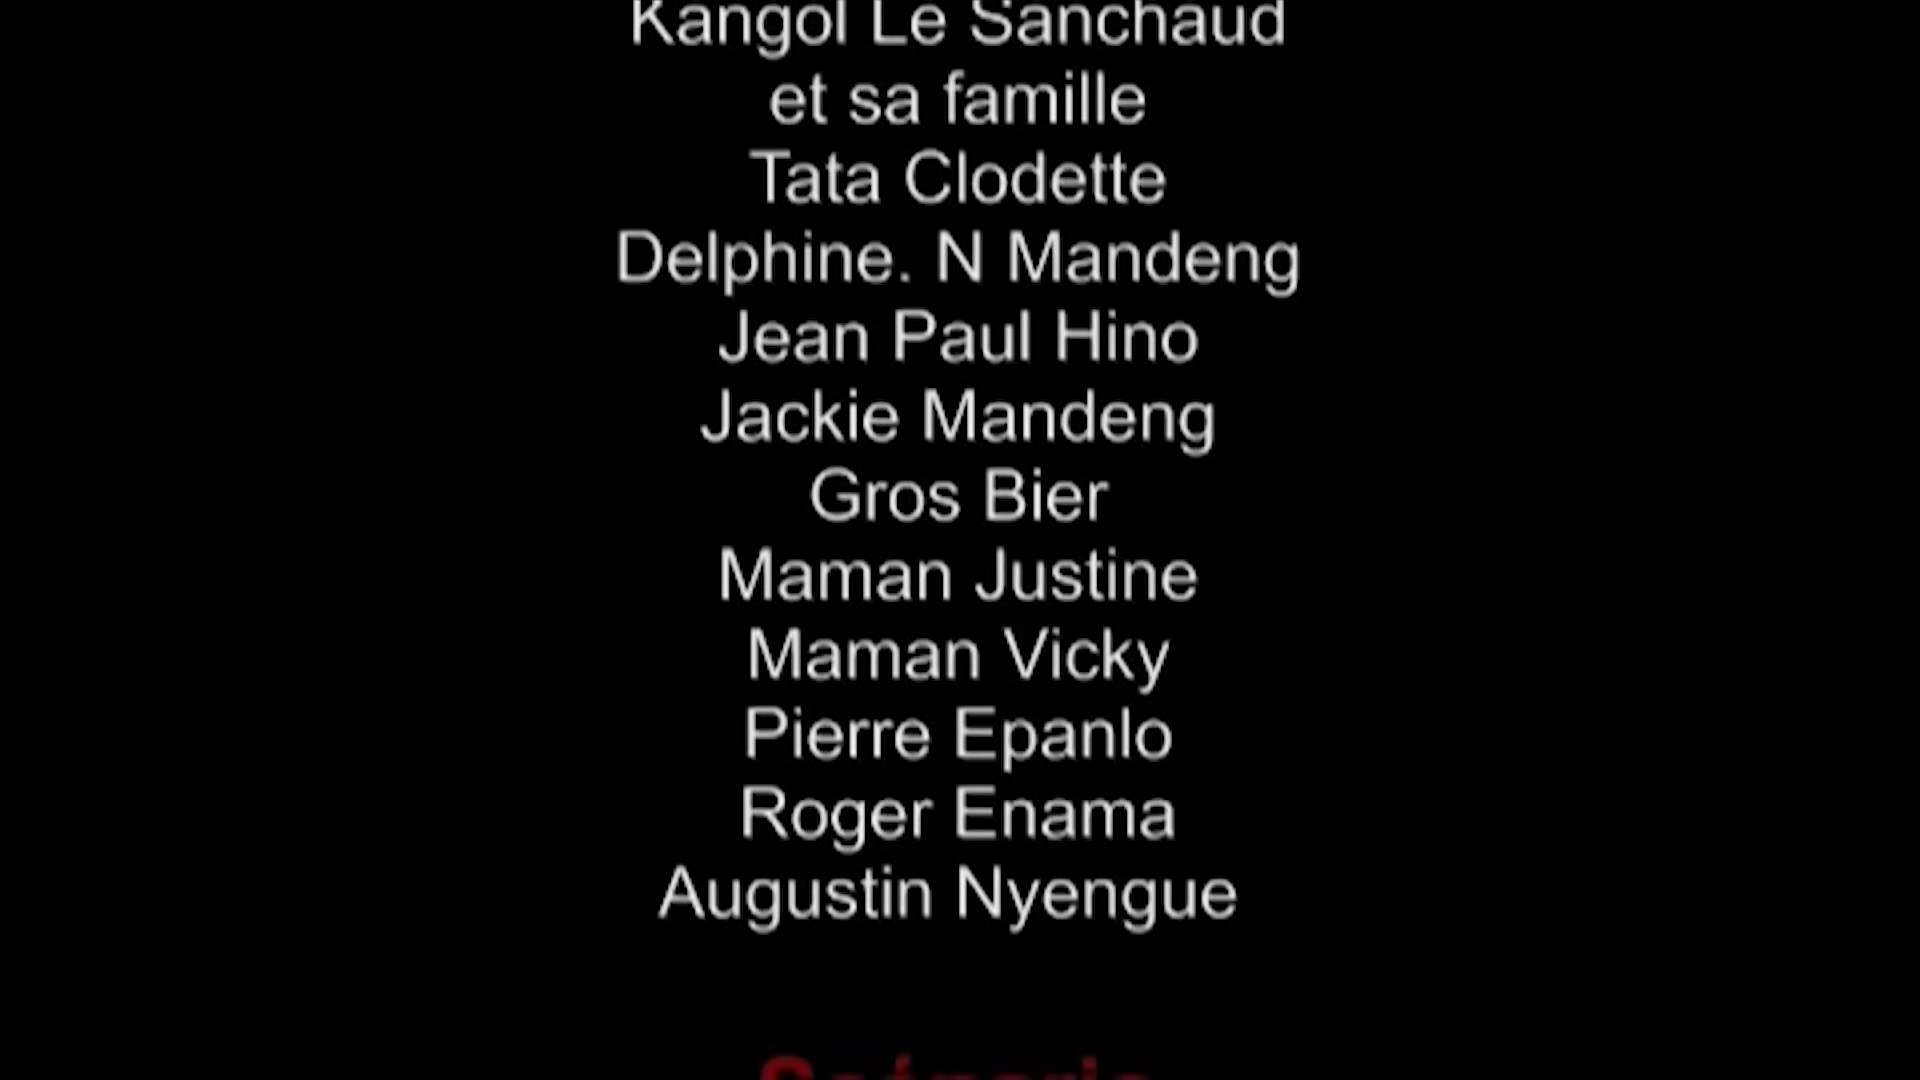 Kangol Le Sanchaud
et sa famille
Tata Clodette
Delphine. N Mandeng
Jean Paul Hino
Jackie Mandeng
Gros Bier
Maman Justine
Maman Vicky
Pierre Epanlo
Roger Enama
Augustin Nyengue